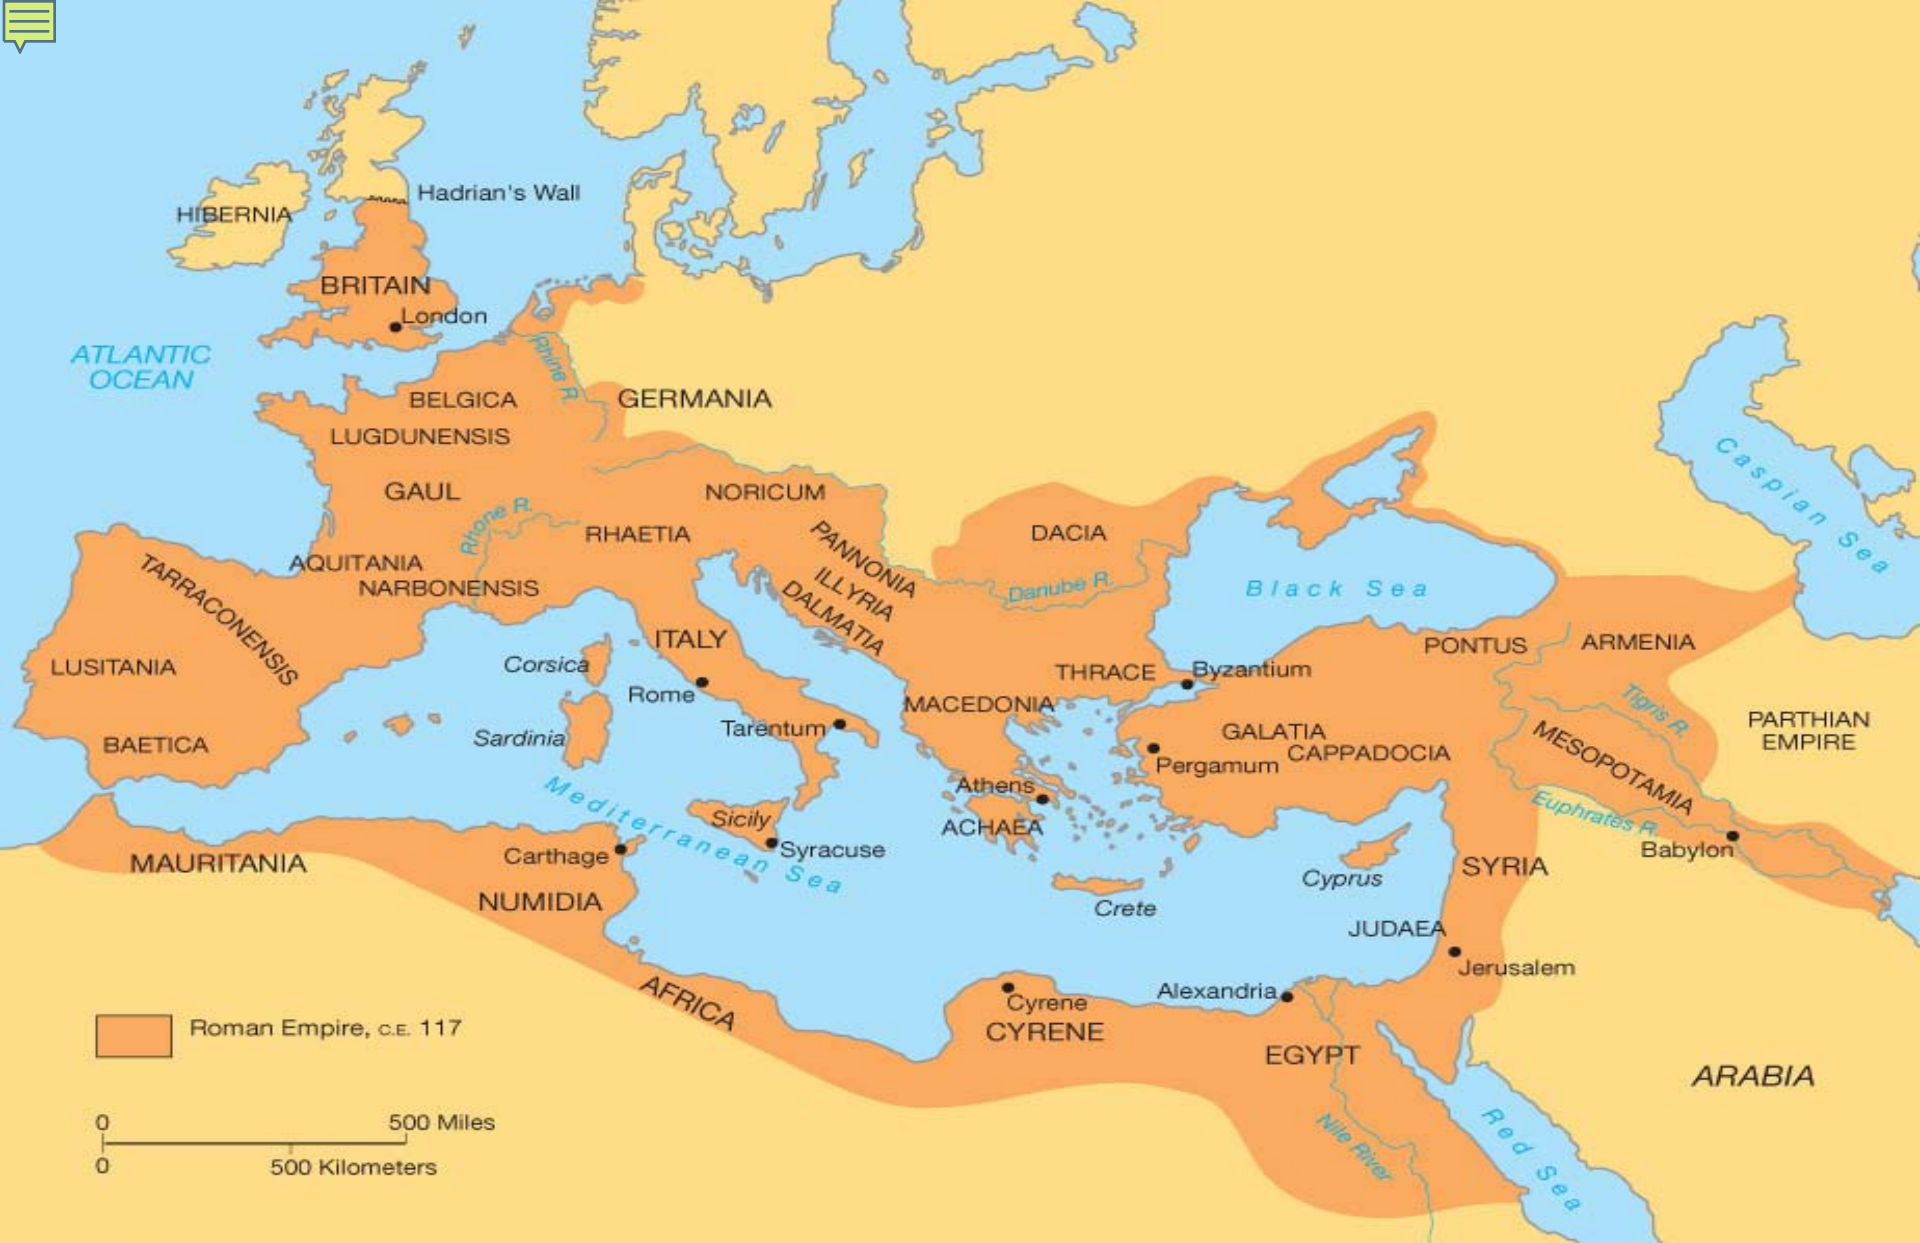 Hadrian's Wall
HIBERNIA
BRITAIN
London
ATLANTIC
OCEAN
Rhine R.
BELGICA
GERMANIA
LUGDUNENSIS
GAUL
NORICUM
Rhone R.
RHAETIA
DACIA
PANNONIA
ILLYRIA
DALMATIA
AQUITANIA
NARBONENSIS
TARRACONENSIS
Danube R.
Black Sea
Caspian Sea
LUSITANIA
Corsica
ITALY
Rome
THRACE
Byzantium
PONTUS
ARMENIA
MACEDONIA
Tigris R.
PARTHIAN
EMPIRE
BAETICA
Sardinia
Tarentum
GALATIA
CAPPADOCIA
MESOPOTAMIA
Pergamum
Athens
Mediterranean Sea
Sicily
ACHAEA
Euphrates R.
Babylon
MAURITANIA
Carthage
Syracuse
Cyprus
SYRIA
NUMIDIA
Crete
JUDAEA
Jerusalem
AFRICA
Cyrene
CYRENE
Alexandria
EGYPT
ARABIA
Nile River
Red Sea
Roman Empire, C.E. 117
0 500 Miles
0 500 Kilometers